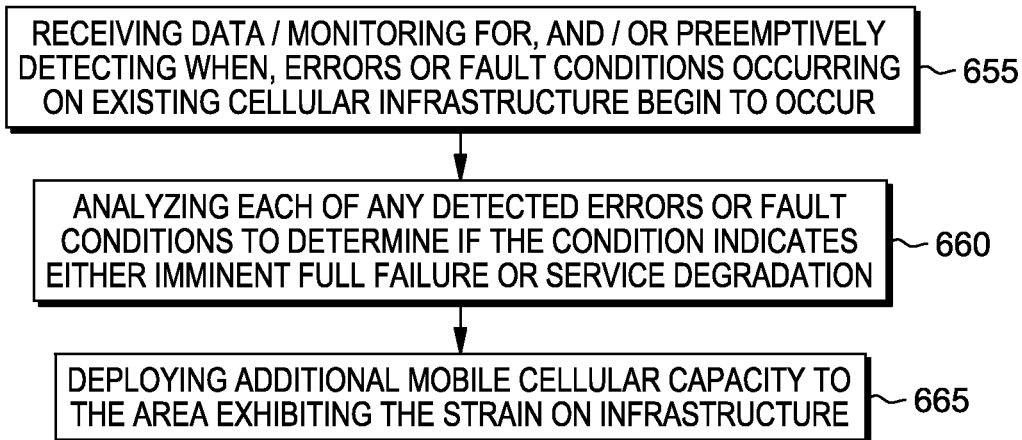 RECEIVING DATA / MONITORING FOR, AND / OR PREEMPTIVELY
DETECTING WHEN, ERRORS OR FAULT CONDITIONS OCCURRING
ON EXISTING CELLULAR INFRASTRUCTURE BEGIN TO OCCUR
655
ANALYZING EACH OF ANY DETECTED ERRORS OR FAULT
CONDITIONS TO DETERMINE IF THE CONDITION INDICATES
EITHER IMMINENT FULL FAILURE OR SERVICE DEGRADATION
660
DEPLOYING ADDITIONAL MOBILE CELLULAR CAPACITY TO
THE AREA EXHIBITING THE STRAIN ON INFRASTRUCTURE
665